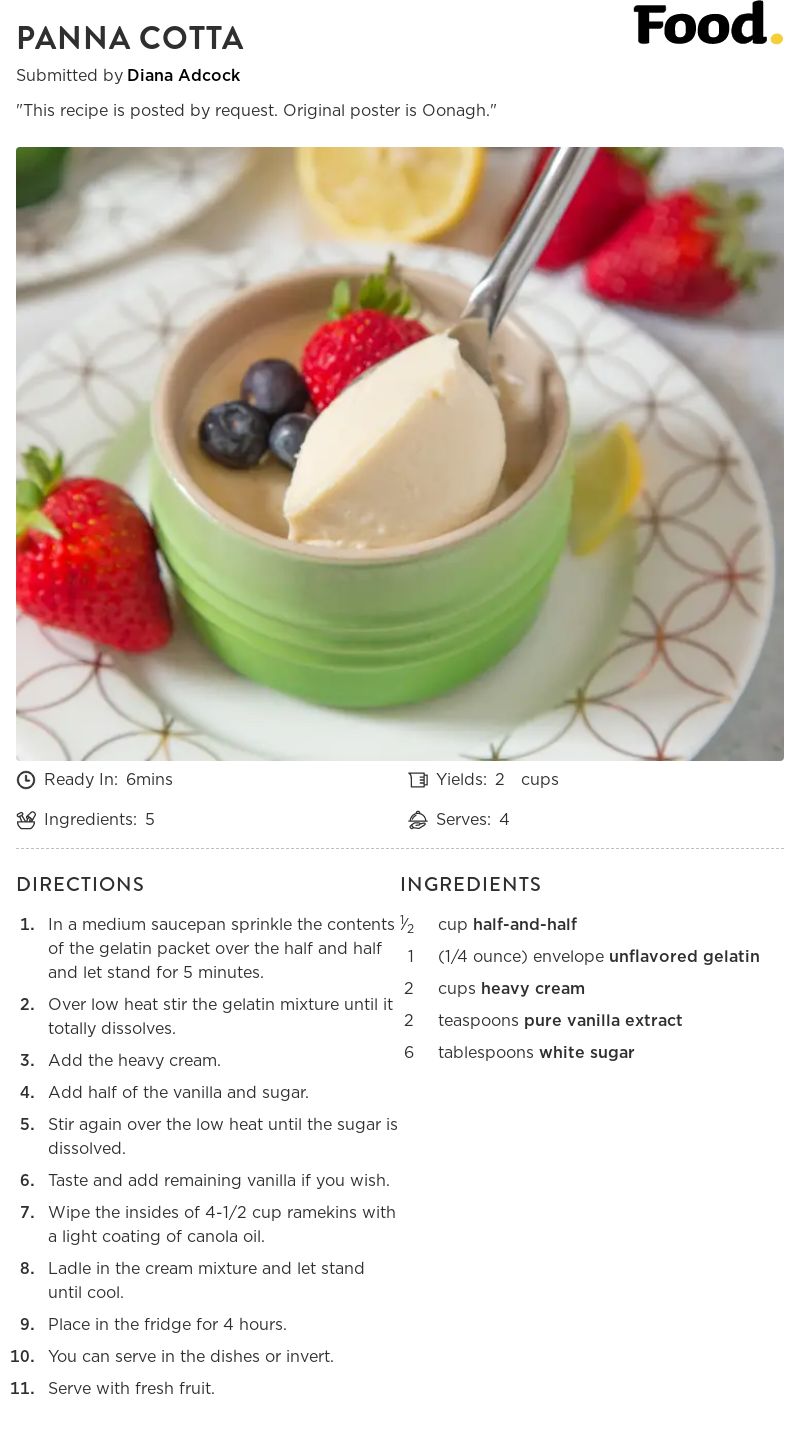 PANNA COTTA
Food.
Submitted by Diana Adcock
"This recipe is posted by request. Original poster is Oonagh."
Ready In: 6mins
Yields: 2 cups
Ingredients: 5
Serves: 4
DIRECTIONS
1. In a medium saucepan sprinkle the contents
of the gelatin packet over the half and half
and let stand for 5 minutes.
2. Over low heat stir the gelatin mixture until it
totally dissolves.
3. Add the heavy cream.
4. Add half of the vanilla and sugar.
5. Stir again over the low heat until the sugar is
dissolved.
6. Taste and add remaining vanilla if you wish.
7. Wipe the insides of 4-1/2 cup ramekins with
a light coating of canola oil.
8. Ladle in the cream mixture and let stand
until cool.
9. Place in the fridge for 4 hours.
10. You can serve in the dishes or invert.
11. Serve with fresh fruit.
INGREDIENTS
1⁄2 cup half-and-half
1 (1/4 ounce) envelope unflavored gelatin
2 cups heavy cream
2 teaspoons pure vanilla extract
6 tablespoons white sugar